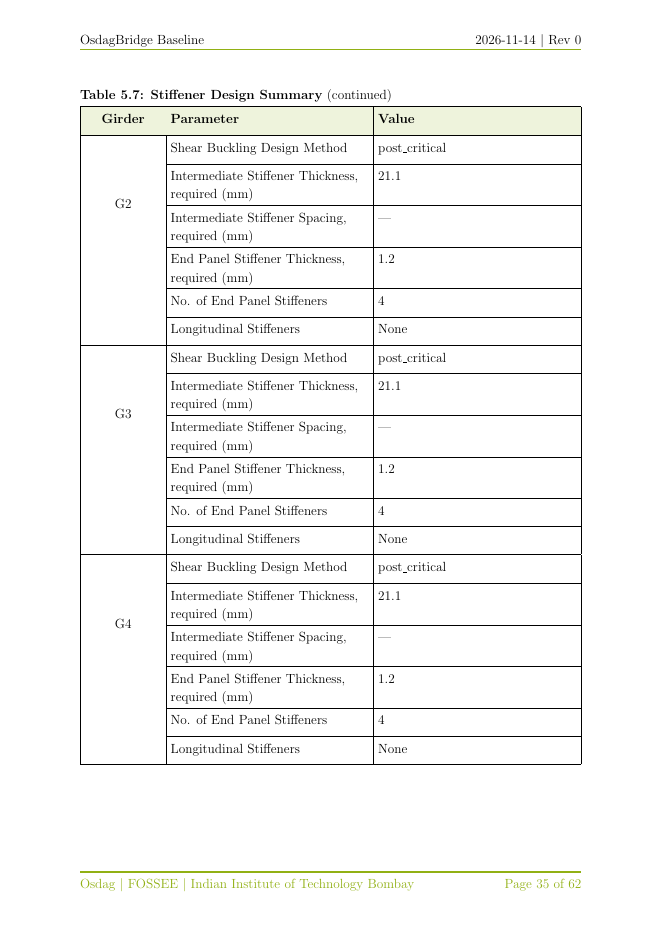 OsdagBridge Baseline 2026-11-14 | Rev 0
Table 5.7: Stiffener Design Summary (continued)
Girder Parameter Value
G2
Shear Buckling Design Method post_critical
Intermediate Stiffener Thickness, 21.1
required (mm)
Intermediate Stiffener Spacing, —
required (mm)
End Panel Stiffener Thickness, 1.2
required (mm)
No. of End Panel Stiffeners 4
Longitudinal Stiffeners None
G3
Shear Buckling Design Method post_critical
Intermediate Stiffener Thickness, 21.1
required (mm)
Intermediate Stiffener Spacing, —
required (mm)
End Panel Stiffener Thickness, 1.2
required (mm)
No. of End Panel Stiffeners 4
Longitudinal Stiffeners None
G4
Shear Buckling Design Method post_critical
Intermediate Stiffener Thickness, 21.1
required (mm)
Intermediate Stiffener Spacing, —
required (mm)
End Panel Stiffener Thickness, 1.2
required (mm)
No. of End Panel Stiffeners 4
Longitudinal Stiffeners None
Osdag | FOSSEE | Indian Institute of Technology Bombay Page 35 of 62